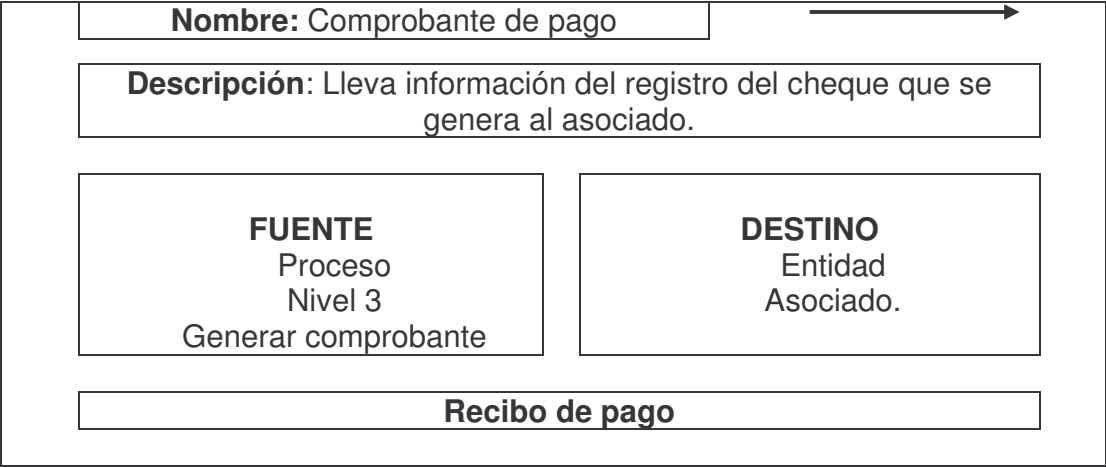 Nombre: Comprobante de pago
Descripción: Lleva información del registro del cheque que se
genera al asociado.
FUENTE
Proceso
Nivel 3
Generar comprobante
DESTINO
Entidad
Asociado.
Recibo de pago